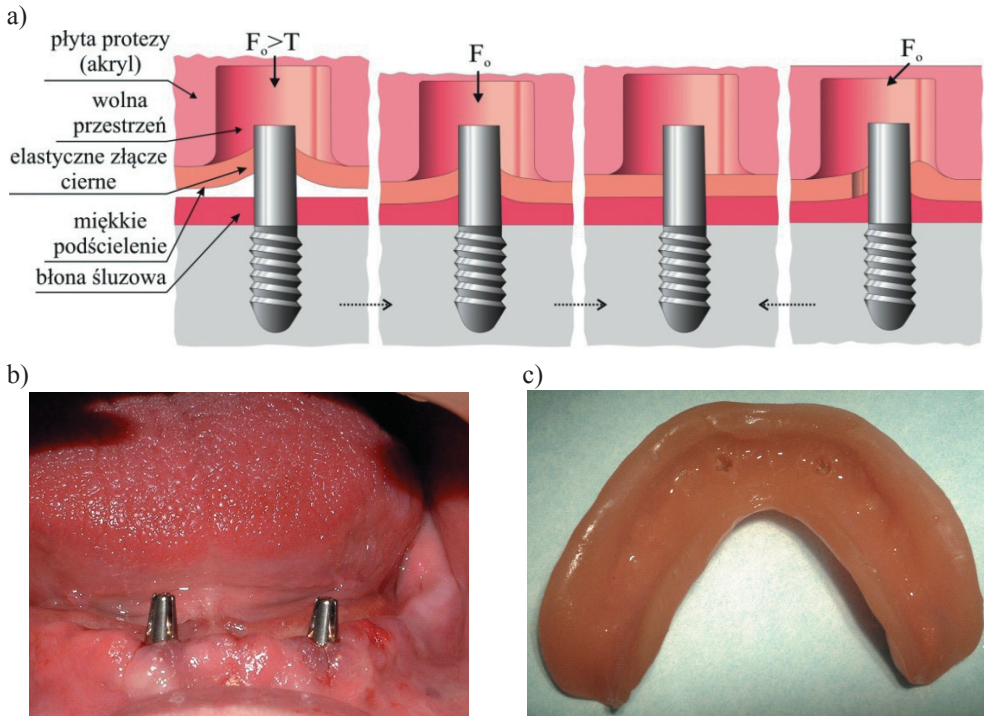 a)
płyta protezy
(akryl)
wolna
przestrzeń
elastyczne złącze
cierne
miękkie
podścielenie
błona śluzowa
Fₒ>T
Fₒ
Fₒ
b)
c)